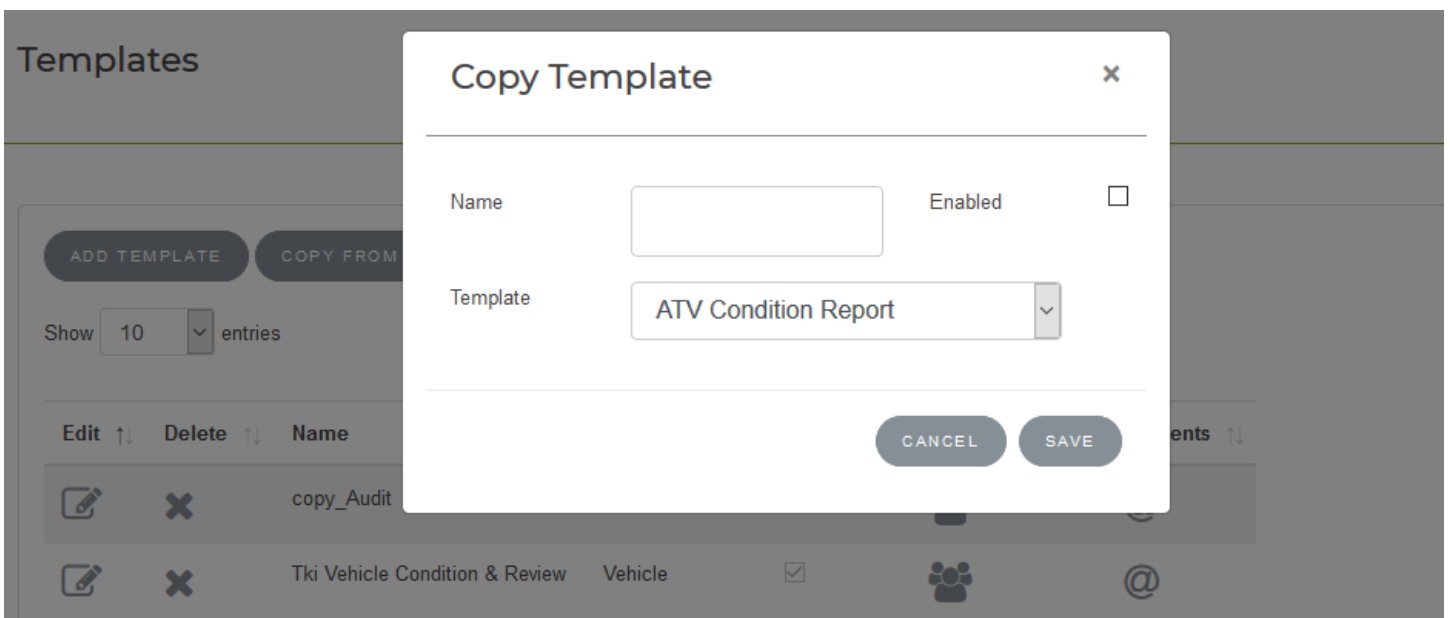 Templates
Copy Template
×
Name
Enabled
ADD TEMPLATE
COPY FROM
Template
ATV Condition Report
Show 10 entries
Edit
Delete
Name
CANCEL
SAVE
ents
copy_Audit
Tki Vehicle Condition & Review Vehicle
@